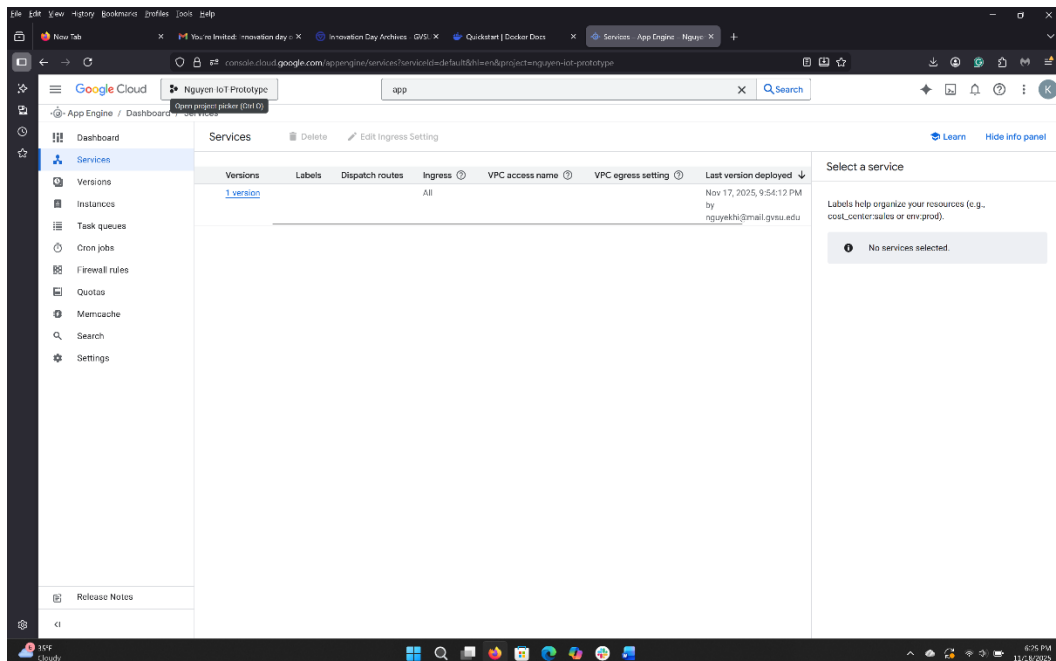 File Edit View History Bookmarks Profiles Tools Help
New Tab
You're Invited: Innovation day
Innovation Day Archives - GVSU
Quickstart | Docker Docs
Services – App Engine – Nguye
console.cloud.google.com/appengine/services?serviceId=default&hl=en&project=nguyen-iot-prototype
Google Cloud
Nguyen IoT Prototype
app
Search
K
App Engine / Dashboard / Services
Open project picker (Ctrl O)
Dashboard
Services
Versions
Instances
Task queues
Cron jobs
Firewall rules
Quotas
Memcache
Search
Settings
Release Notes
Services
Delete
Edit Ingress Setting
Learn
Hide info panel
Versions Labels Dispatch routes Ingress VPC access name VPC egress setting Last version deployed
1 version All Nov 17, 2025, 9:54:12 PM
by
nguyekhi@mail.gvsu.edu
Select a service
Labels help organize your resources (e.g.,
cost_center:sales or env:prod).
No services selected.
35°F
Cloudy
6:25 PM
11/18/2025